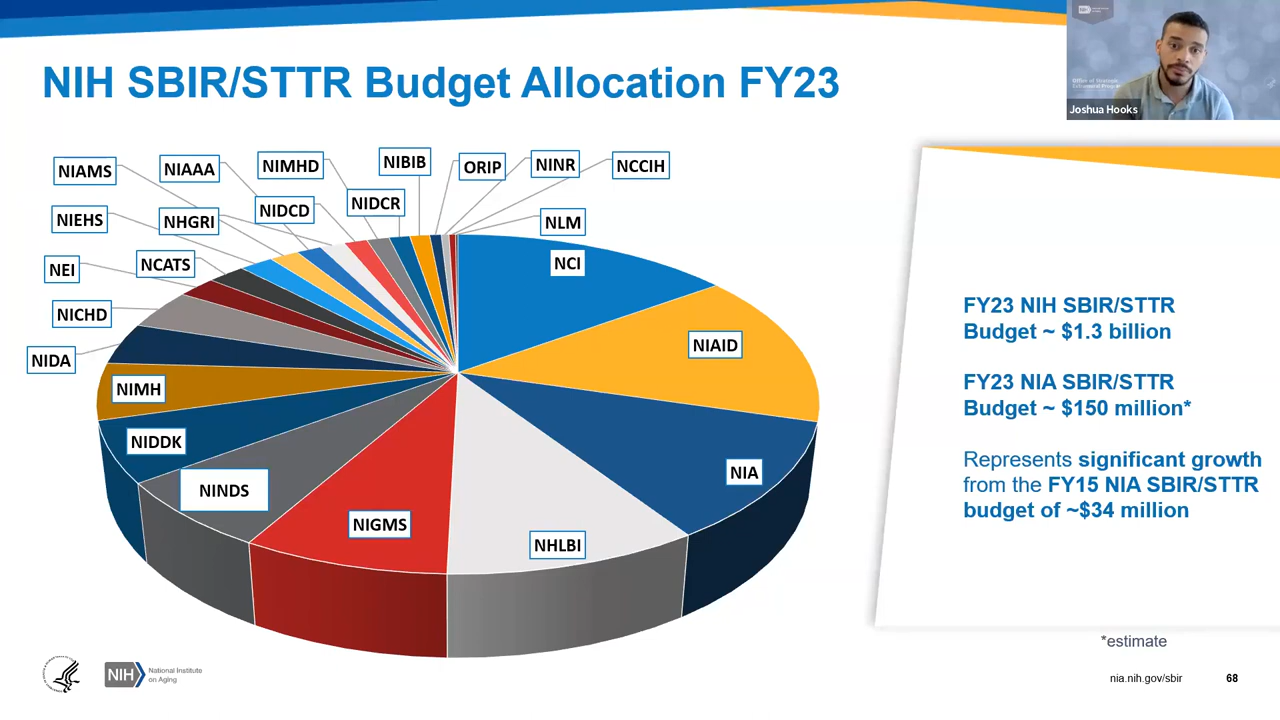 NIH SBIR/STTR Budget Allocation FY23
Joshua Hooks
NIAMS
NIAAA
NIMHD
NIBIB
ORIP
NINR
NCCIH
NIEHS
NHGRI
NIDCD
NIDCR
NLM
NEI
NCATS
NCI
NICHD
NIDA
NIAID
NIMH
NIDDK
NIA
NINDS
NIGMS
NHLBI
FY23 NIH SBIR/STTR
Budget ~ $1.3 billion
FY23 NIA SBIR/STTR
Budget ~ $150 million*
Represents significant growth
from the FY15 NIA SBIR/STTR
budget of ~$34 million
*estimate
NIH
National Institute
on Aging
nia.nih.gov/sbir
68